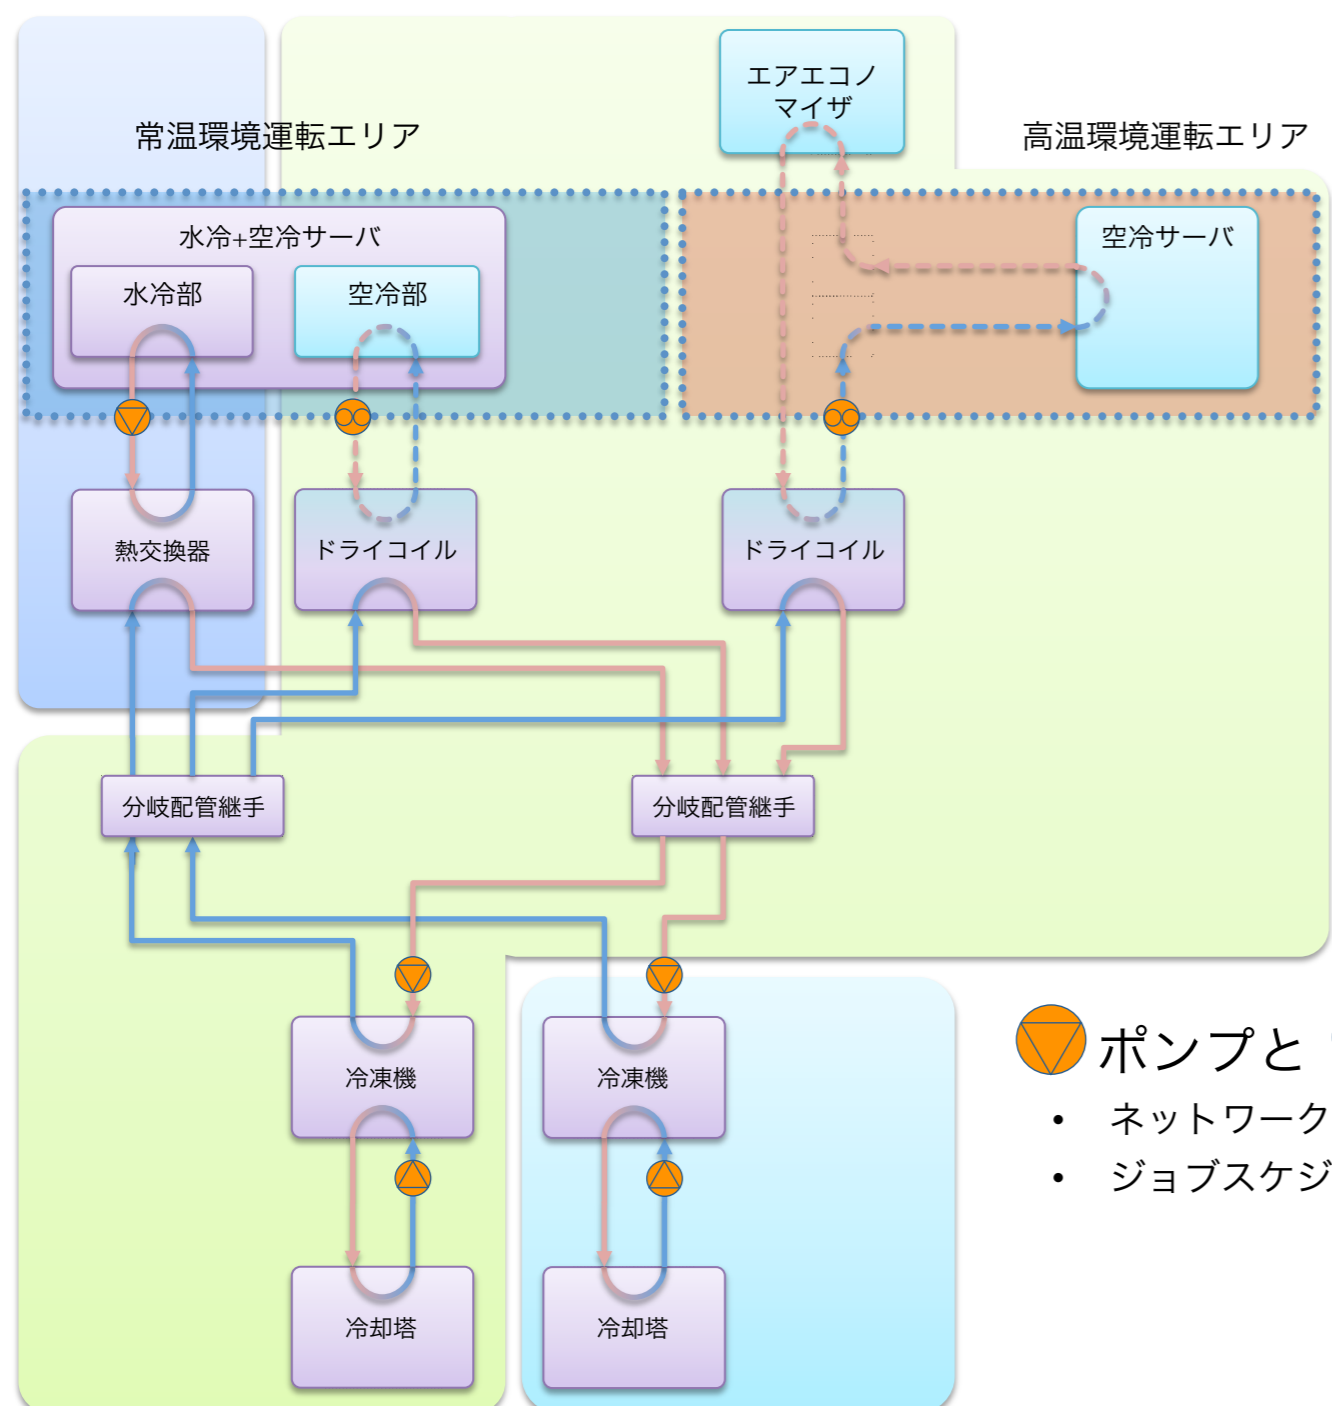 エアエコノ
マイザ
常温環境運転エリア
高温環境運転エリア
水冷+空冷サーバ
空冷サーバ
水冷部
空冷部
熱交換器
ドライコイル
ドライコイル
分岐配管継手
分岐配管継手
冷凍機
冷凍機
冷却塔
冷却塔
ポンプと
• ネットワーク
• ジョブスケジ